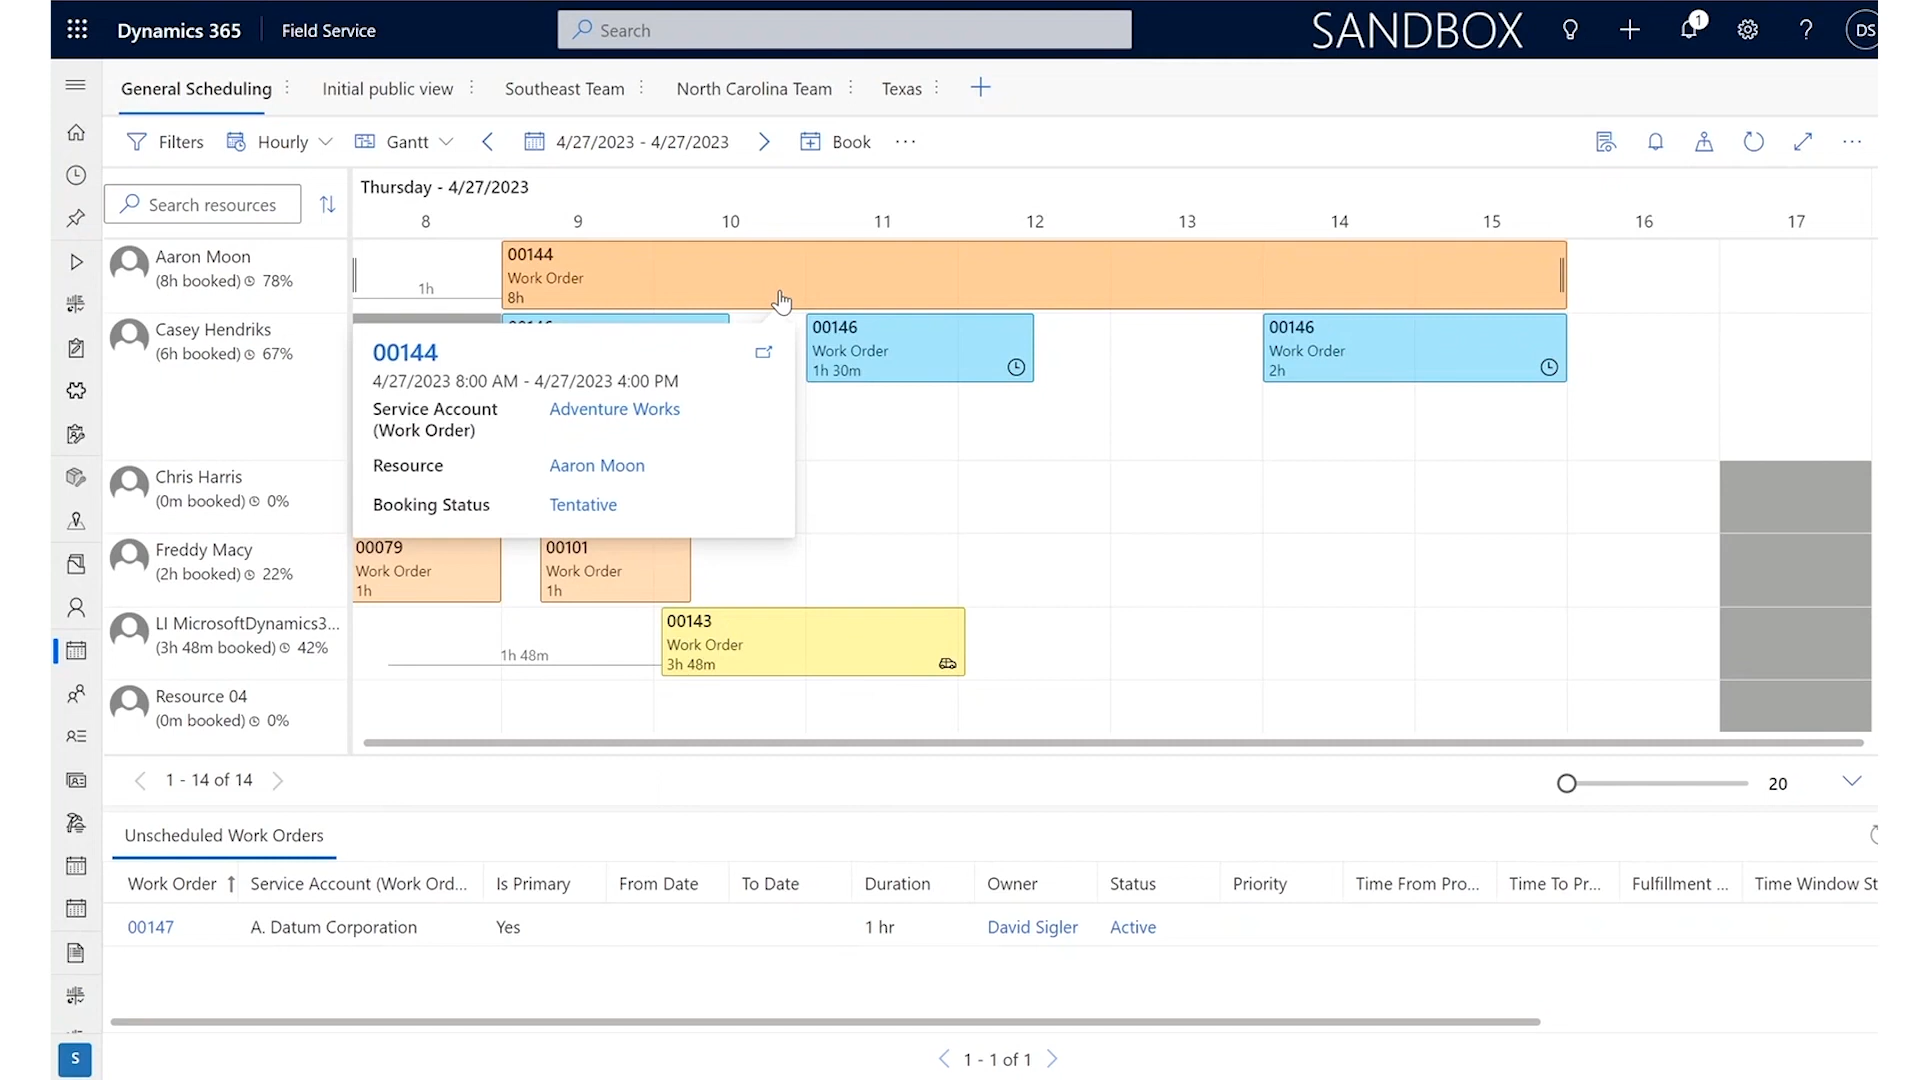 Dynamics 365
Field Service
Search
SANDBOX
1
DS
General Scheduling
Initial public view
Southeast Team
North Carolina Team
Texas
Filters
Hourly
Gantt
4/27/2023 - 4/27/2023
Book
Search resources
Thursday - 4/27/2023
8 9 10 11 12 13 14 15 16 17
Aaron Moon
(8h booked) 78%
1h
00144
Work Order
8h
Casey Hendriks
(6h booked) 67%
00146
Work Order
1h 30m
00146
Work Order
2h
00144
4/27/2023 8:00 AM - 4/27/2023 4:00 PM
Service Account
(Work Order)
Adventure Works
Resource
Aaron Moon
Booking Status
Tentative
Chris Harris
(0m booked) 0%
Freddy Macy
(2h booked) 22%
00079
Work Order
1h
00101
Work Order
1h
LI MicrosoftDynamics3...
(3h 48m booked) 42%
1h 48m
00143
Work Order
3h 48m
Resource 04
(0m booked) 0%
1 - 14 of 14
20
Unscheduled Work Orders
Work Order Service Account (Work Ord... Is Primary From Date To Date Duration Owner Status Priority Time From Pro... Time To Pr... Fulfillment ... Time Window St
00147 A. Datum Corporation Yes 1 hr David Sigler Active
S
1 - 1 of 1